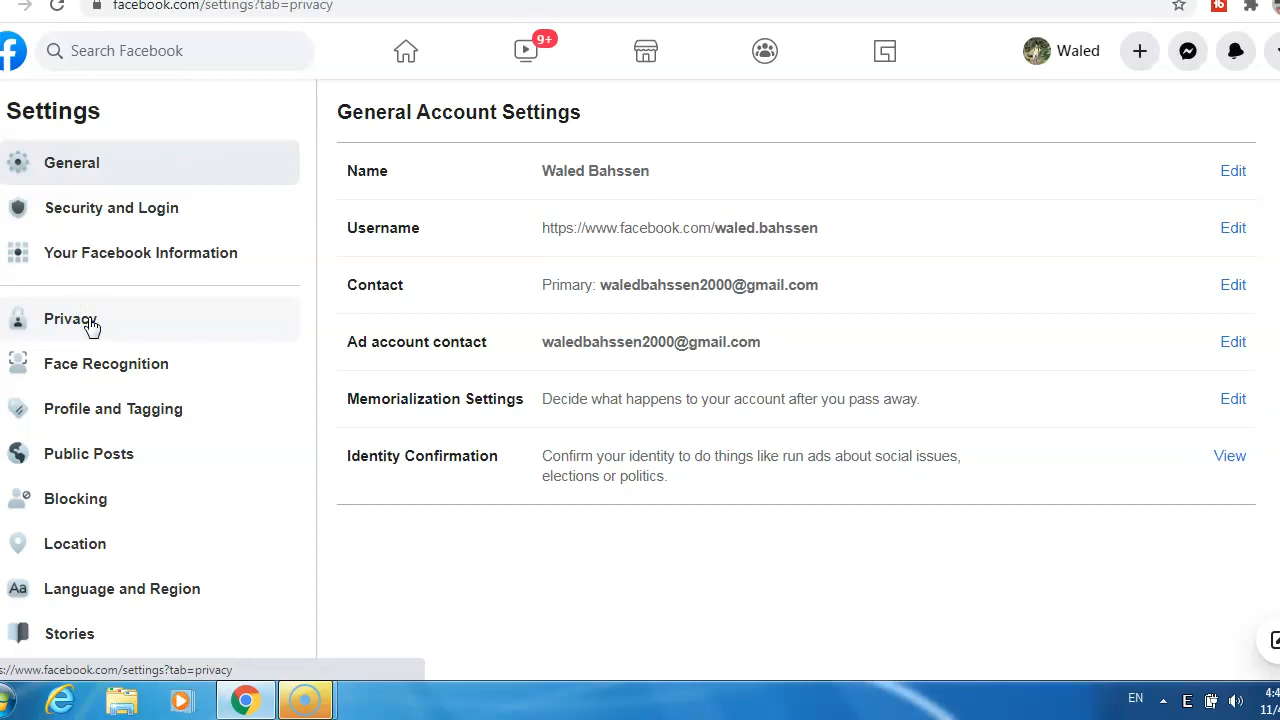 facebook.com/settings?tab=privacy
Search Facebook
9+
Waled
Settings
General
Security and Login
Your Facebook Information
Privacy
Face Recognition
Profile and Tagging
Public Posts
Blocking
Location
Aa Language and Region
Stories
General Account Settings
Name Waled Bahssen Edit
Username https://www.facebook.com/waled.bahssen Edit
Contact Primary: waledbahssen2000@gmail.com Edit
Ad account contact waledbahssen2000@gmail.com Edit
Memorialization Settings Decide what happens to your account after you pass away. Edit
Identity Confirmation Confirm your identity to do things like run ads about social issues, View
elections or politics.
s://www.facebook.com/settings?tab=privacy
EN E 4:4
11/4